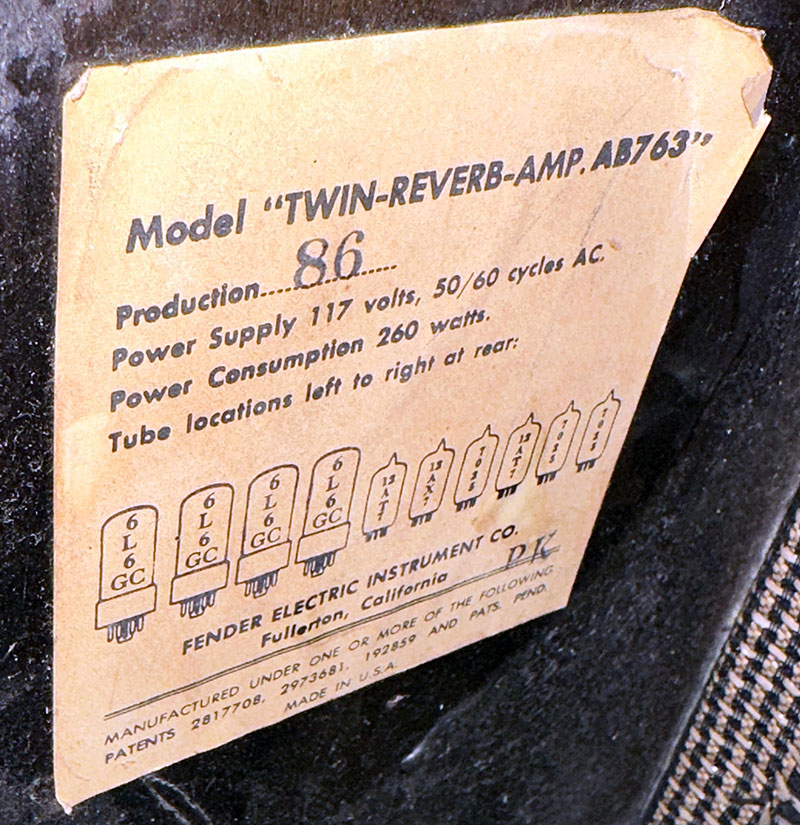 Model "TWIN-REVERB-AMP. AB763"
Production 86
Power Supply 117 volts, 50/60 cycles AC.
Power Consumption 260 watts.
Tube locations left to right at rear:
6L6GC 6L6GC 6L6GC 6L6GC 12AT7 12AX7 7025 12AT7 7025 7025
FENDER ELECTRIC INSTRUMENT CO.
Fullerton, California
MANUFACTURED UNDER ONE OR MORE OF THE FOLLOWING
PATENTS 2817708, 2973681, 192859 AND PATS. PEND.
MADE IN U.S.A.